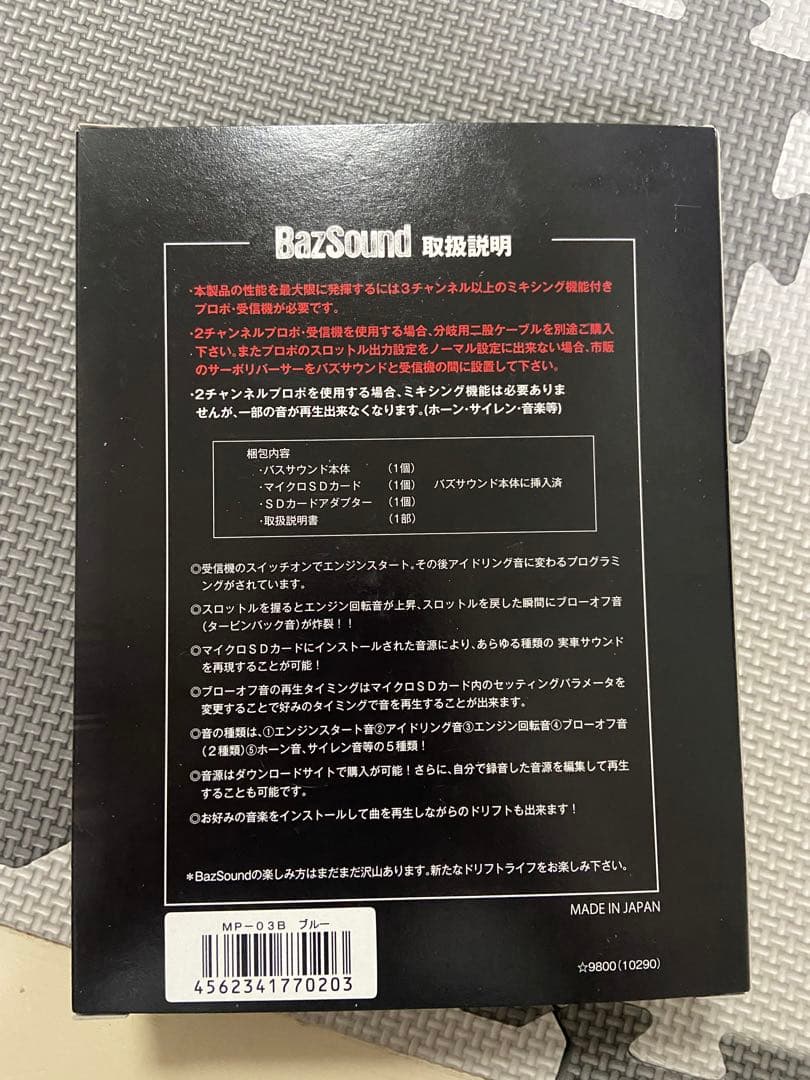 BazSound 取扱説明
・本製品の性能を最大限に発揮するには3チャンネル以上のミキシング機能付き
プロポ・受信機が必要です。
・2チャンネルプロポ・受信機を使用する場合、分岐用二股ケーブルを別途ご購入
下さい。またプロポのスロットル出力設定をノーマル設定に出来ない場合、市販
のサーボリバーサーをバズサウンドと受信機の間に設置して下さい。
・2チャンネルプロポを使用する場合、ミキシング機能は必要ありま
せんが、一部の音が再生出来なくなります。(ホーン・サイレン・音楽等)
梱包内容
・バスサウンド本体 (1個)
・マイクロSDカード (1個) バズサウンド本体に挿入済
・SDカードアダプター (1個)
・取扱説明書 (1部)
◎受信機のスイッチオンでエンジンスタート。その後アイドリング音に変わるプログラミ
ングがされています。
◎スロットルを握るとエンジン回転音が上昇、スロットルを戻した瞬間にブローオフ音
(タービンバック音)が炸裂!!
◎マイクロSDカードにインストールされた音源により、あらゆる種類の 実車サウンド
を再現することが可能!
◎ブローオフ音の再生タイミングはマイクロSDカード内のセッティングパラメータを
変更することで好みのタイミングで音を再生することが出来ます。
◎音の種類は、①エンジンスタート音②アイドリング音③エンジン回転音④ブローオフ音
(2種類)⑤ホーン音、サイレン音等の5種類!
◎音源はダウンロードサイトで購入が可能!さらに、自分で録音した音源を編集して再生
することも可能です。
◎お好みの音楽をインストールして曲を再生しながらのドリフトも出来ます!
*BazSoundの楽しみ方はまだまだ沢山あります。新たなドリフトライフをお楽しみ下さい。
MADE IN JAPAN
MP-03B ブルー
4562341770203
☆9800(10290)